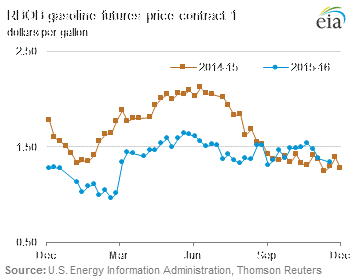 RBOB gasoline futures price contract 1
dollars per gallon
eia
2.50
2014-15
2015-16
1.50
0.50
Dec
Mar
Jun
Sep
Dec
Source: U.S. Energy Information Administration, Thomson Reuters